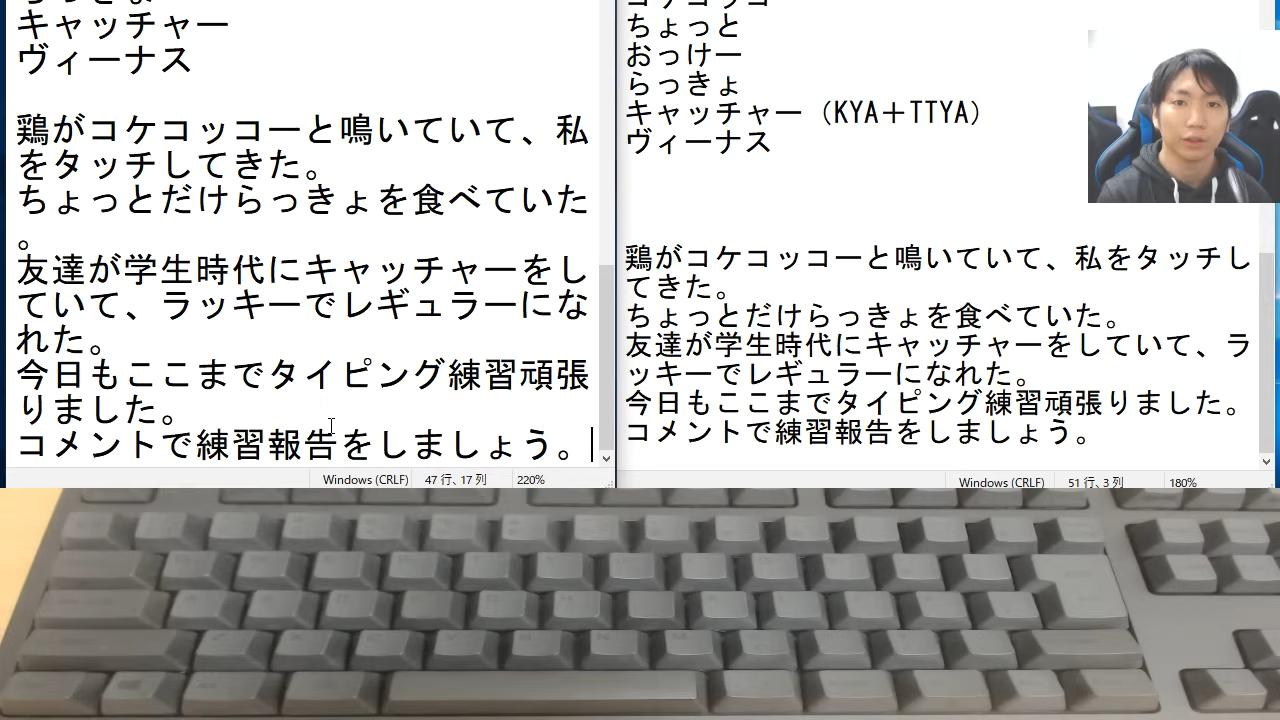 キャッチャー
ヴィーナス
鶏がコケコッコーと鳴いていて、私
をタッチしてきた。
ちょっとだけらっきょを食べていた
。
友達が学生時代にキャッチャーをし
ていて、ラッキーでレギュラーにな
れた。
今日もここまでタイピング練習頑張
りました。
コメントで練習報告をしましょう。
Windows (CRLF)
47 行、17 列
220%
コケコッコー
ちょっと
おっけー
らっきょ
キャッチャー（KYA＋TTYA）
ヴィーナス
鶏がコケコッコーと鳴いていて、私をタッチし
てきた。
ちょっとだけらっきょを食べていた。
友達が学生時代にキャッチャーをしていて、ラ
ッキーでレギュラーになれた。
今日もここまでタイピング練習頑張りました。
コメントで練習報告をしましょう。
Windows (CRLF)
51 行、3 列
180%